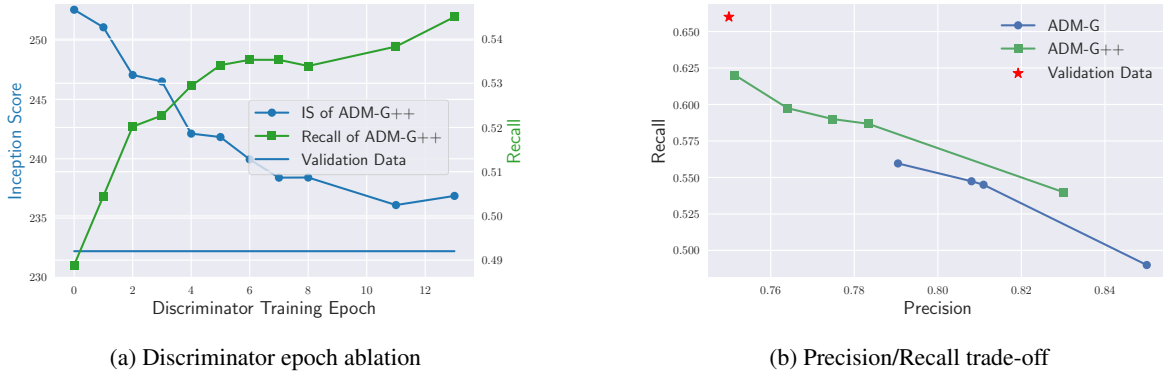 250
245
240
235
230
Inception Score
0
2
4
6
8
10
12
Discriminator Training Epoch
0.54
0.53
0.52
0.51
0.50
0.49
Recall
IS of ADM-G++
Recall of ADM-G++
Validation Data
(a) Discriminator epoch ablation
0.650
0.625
0.600
0.575
0.550
0.525
0.500
Recall
0.76
0.78
0.80
0.82
0.84
Precision
ADM-G
ADM-G++
Validation Data
(b) Precision/Recall trade-off